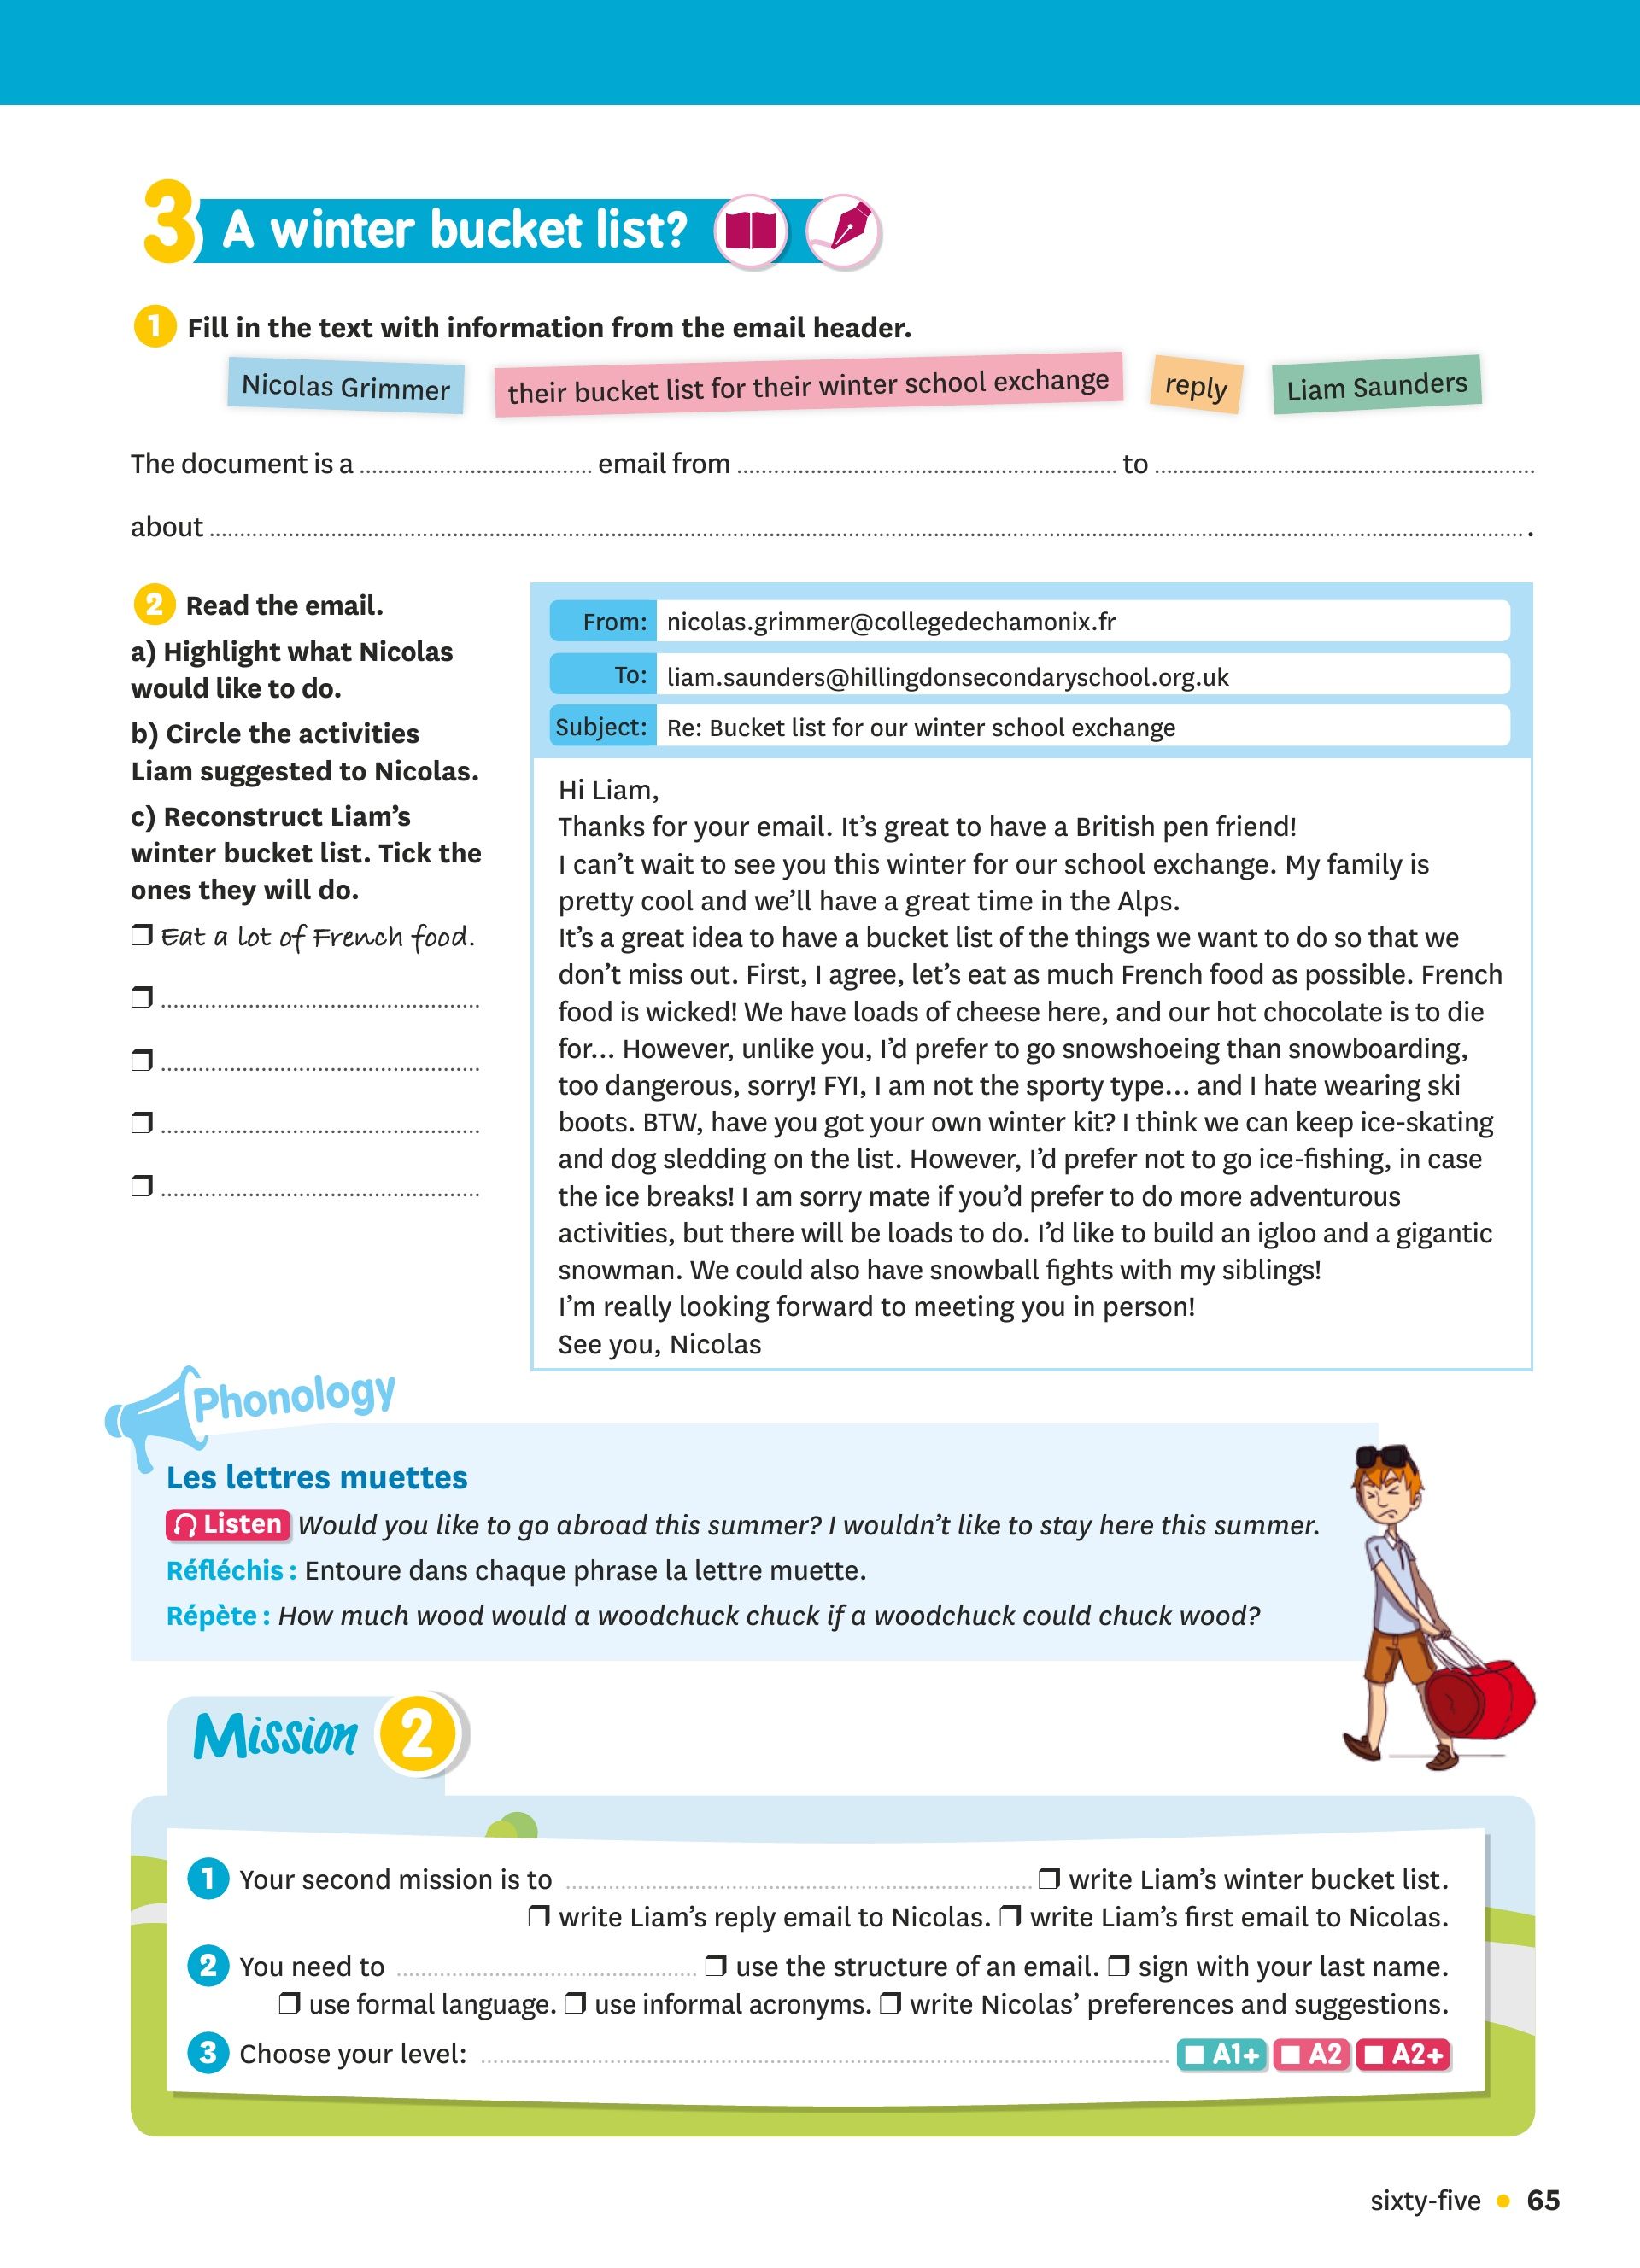 3 A winter bucket list?
1 Fill in the text with information from the email header.
Nicolas Grimmer their bucket list for their winter school exchange reply Liam Saunders
The document is a ........................................ email from ........................................ to ........................................
about ........................................ .
2 Read the email.
a) Highlight what Nicolas
would like to do.
b) Circle the activities
Liam suggested to Nicolas.
c) Reconstruct Liam's
winter bucket list. Tick the
ones they will do.
❒ Eat a lot of French food.
❒ ........................................
❒ ........................................
❒ ........................................
❒ ........................................
From: nicolas.grimmer@collegedechamonix.fr
To: liam.saunders@hillingdonsecondaryschool.org.uk
Subject: Re: Bucket list for our winter school exchange
Hi Liam,
Thanks for your email. It's great to have a British pen friend!
I can't wait to see you this winter for our school exchange. My family is
pretty cool and we'll have a great time in the Alps.
It's a great idea to have a bucket list of the things we want to do so that we
don't miss out. First, I agree, let's eat as much French food as possible. French
food is wicked! We have loads of cheese here, and our hot chocolate is to die
for... However, unlike you, I'd prefer to go snowshoeing than snowboarding,
too dangerous, sorry! FYI, I am not the sporty type... and I hate wearing ski
boots. BTW, have you got your own winter kit? I think we can keep ice-skating
and dog sledding on the list. However, I'd prefer not to go ice-fishing, in case
the ice breaks! I am sorry mate if you'd prefer to do more adventurous
activities, but there will be loads to do. I'd like to build an igloo and a gigantic
snowman. We could also have snowball fights with my siblings!
I'm really looking forward to meeting you in person!
See you, Nicolas
Phonology
Les lettres muettes
Listen Would you like to go abroad this summer? I wouldn't like to stay here this summer.
Réfléchis : Entoure dans chaque phrase la lettre muette.
Répète : How much wood would a woodchuck chuck if a woodchuck could chuck wood?
Mission 2
1 Your second mission is to ........................................ ❒ write Liam's winter bucket list.
❒ write Liam's reply email to Nicolas. ❒ write Liam's first email to Nicolas.
2 You need to ........................................ ❒ use the structure of an email. ❒ sign with your last name.
❒ use formal language. ❒ use informal acronyms. ❒ write Nicolas' preferences and suggestions.
3 Choose your level: ........................................ ■ A1+ ■ A2 ■ A2+
sixty-five • 65